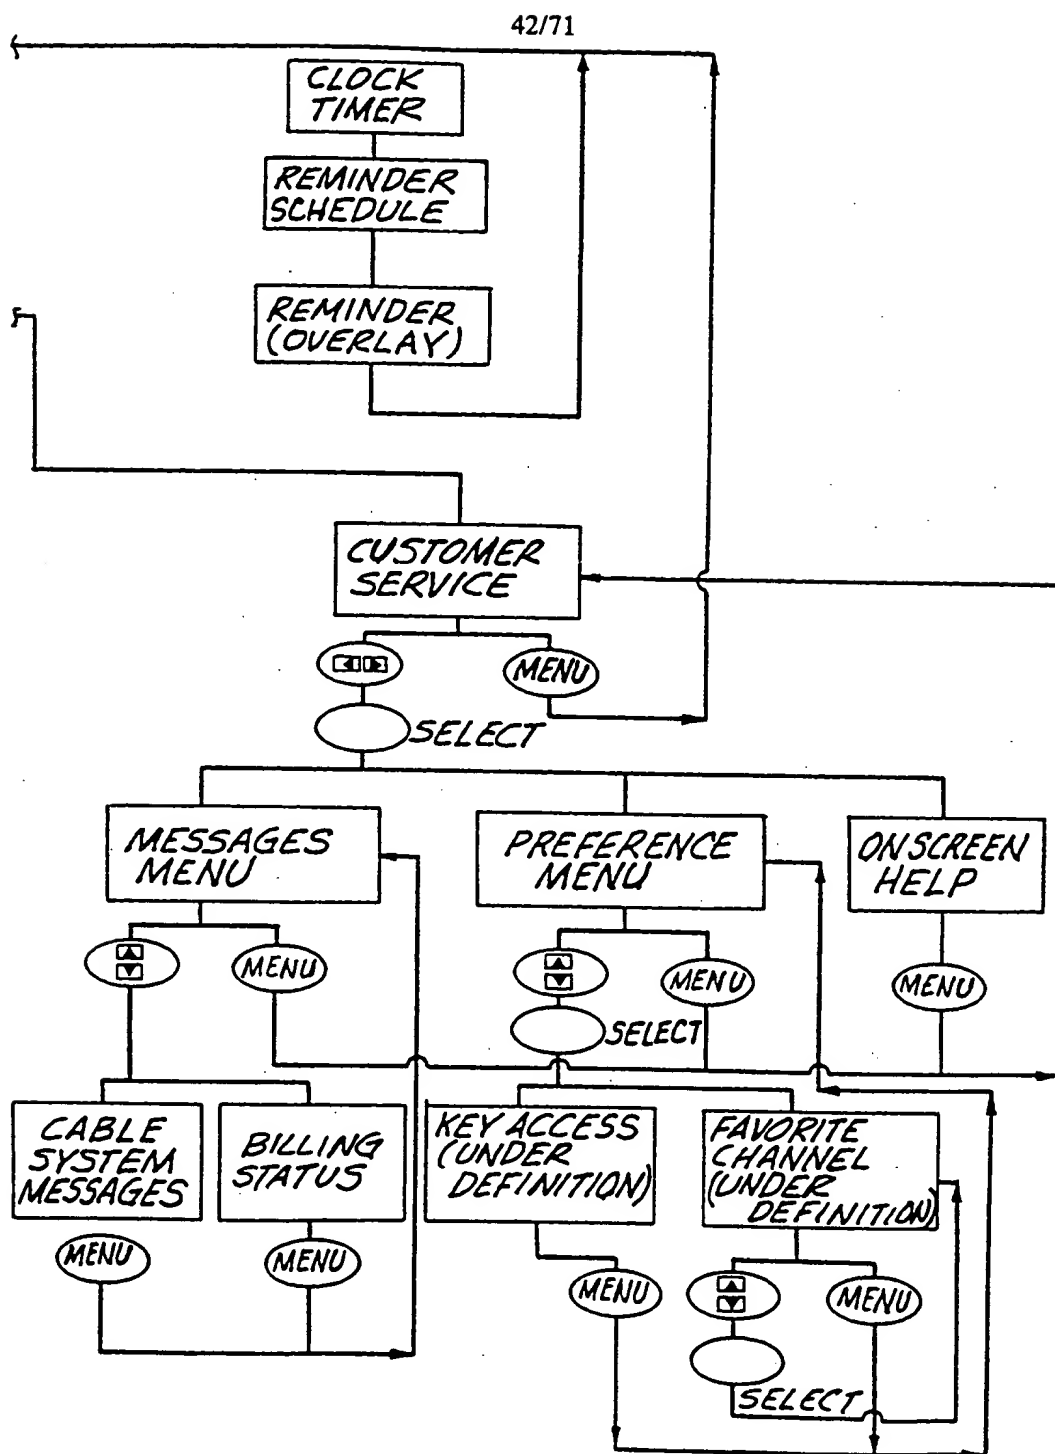 42/71
CLOCK
TIMER
REMINDER
SCHEDULE
REMINDER
(OVERLAY)
CUSTOMER
SERVICE
MENU
SELECT
MESSAGES
MENU
PREFERENCE
MENU
ON SCREEN
HELP
MENU
MENU
MENU
SELECT
CABLE
SYSTEM
MESSAGES
BILLING
STATUS
KEY ACCESS
(UNDER
DEFINITION)
FAVORITE
CHANNEL
(UNDER
DEFINITION)
MENU
MENU
MENU
MENU
SELECT